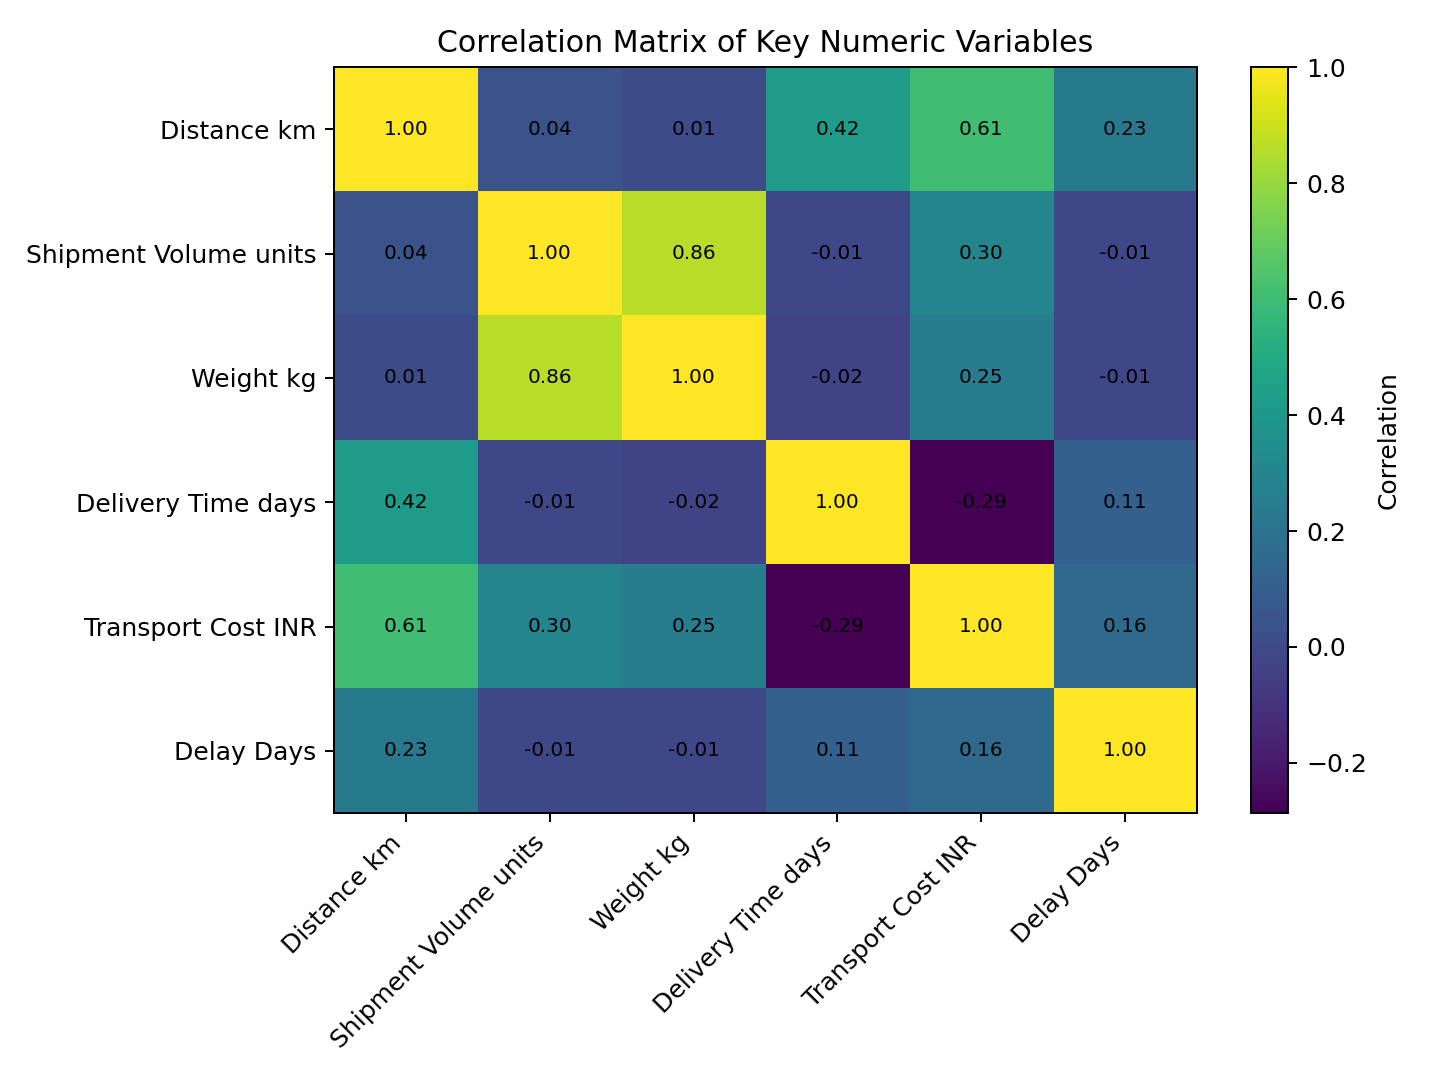 Correlation Matrix of Key Numeric Variables
Distance km 1.00 0.04 0.01 0.42 0.61 0.23
Shipment Volume units 0.04 1.00 0.86 -0.01 0.30 -0.01
Weight kg 0.01 0.86 1.00 -0.02 0.25 -0.01
Delivery Time days 0.42 -0.01 -0.02 1.00 -0.29 0.11
Transport Cost INR 0.61 0.30 0.25 -0.29 1.00 0.16
Delay Days 0.23 -0.01 -0.01 0.11 0.16 1.00
Distance km
Shipment Volume units
Weight kg
Delivery Time days
Transport Cost INR
Delay Days
1.0
0.8
0.6
0.4
0.2
0.0
−0.2
Correlation